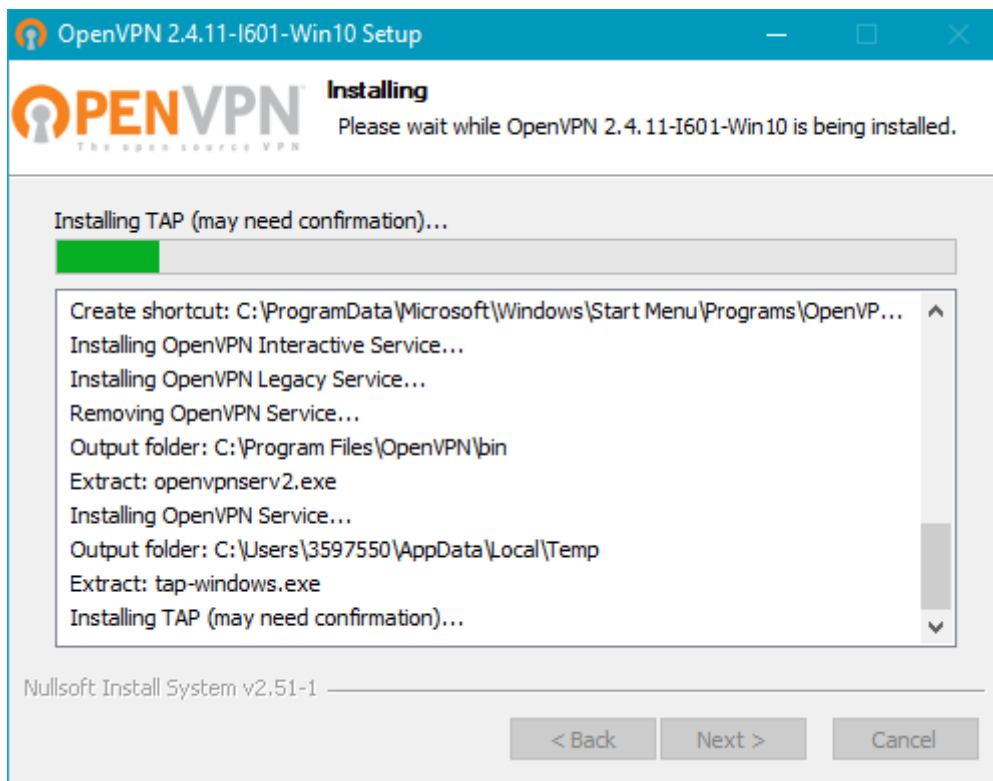 OpenVPN 2.4.11-I601-Win10 Setup
OPENVPN
The open source VPN
Installing
Please wait while OpenVPN 2.4.11-I601-Win10 is being installed.
Installing TAP (may need confirmation)...
Create shortcut: C:\ProgramData\Microsoft\Windows\Start Menu\Programs\OpenVP...
Installing OpenVPN Interactive Service...
Installing OpenVPN Legacy Service...
Removing OpenVPN Service...
Output folder: C:\Program Files\OpenVPN\bin
Extract: openvpnserv2.exe
Installing OpenVPN Service...
Output folder: C:\Users\3597550\AppData\Local\Temp
Extract: tap-windows.exe
Installing TAP (may need confirmation)...
Nullsoft Install System v2.51-1
< Back
Next >
Cancel